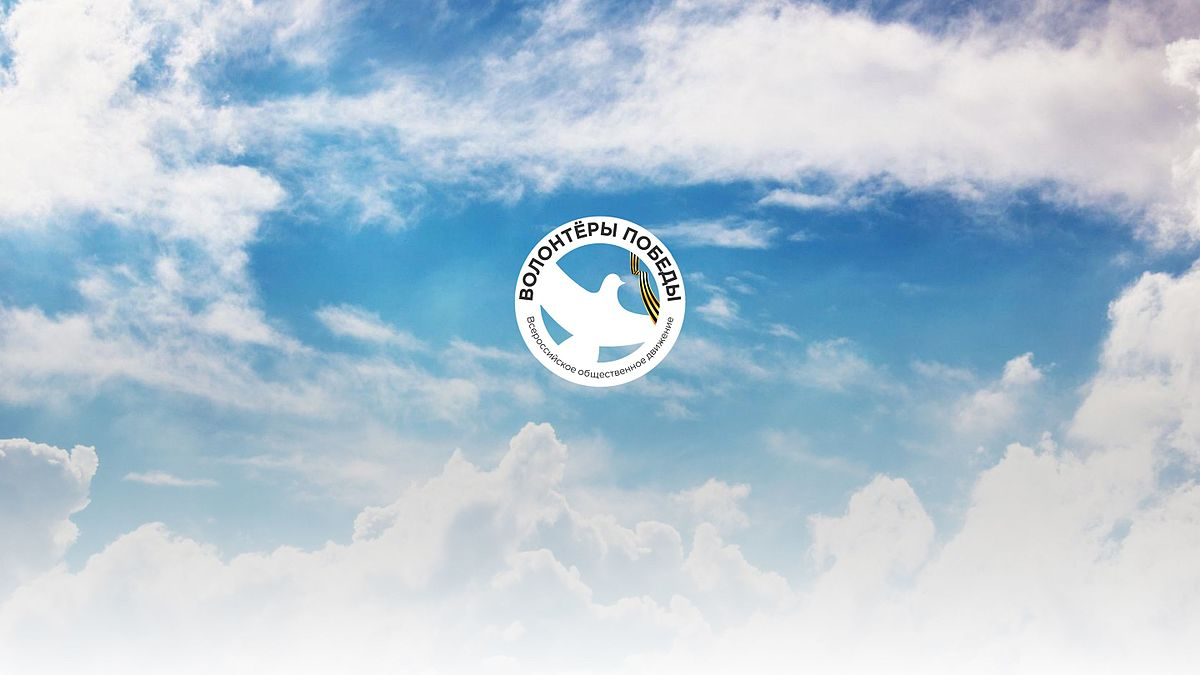 ВОЛОНТЁРЫ ПОБЕДЫ
Всероссийское общественное движение